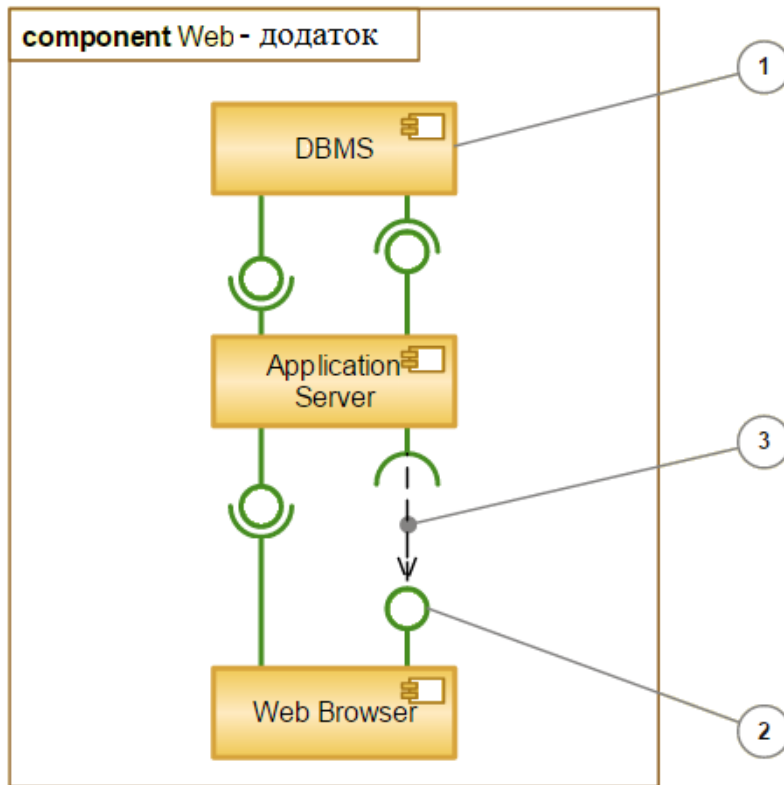 component Web - додаток
1
DBMS
Application
Server
3
Web Browser
2